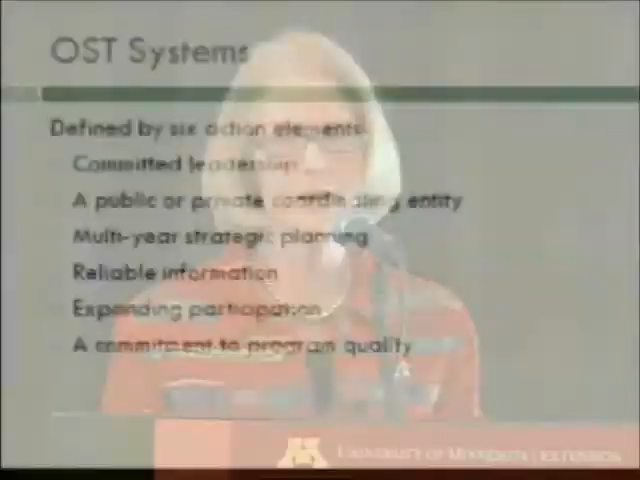 OST Systems
Defined by six action elements
Committed leadership
A public or private coordinating entity
Multi-year strategic planning
Reliable information
Expanding participation
A commitment to program quality
UNIVERSITY OF MINNESOTA | EXTENSION